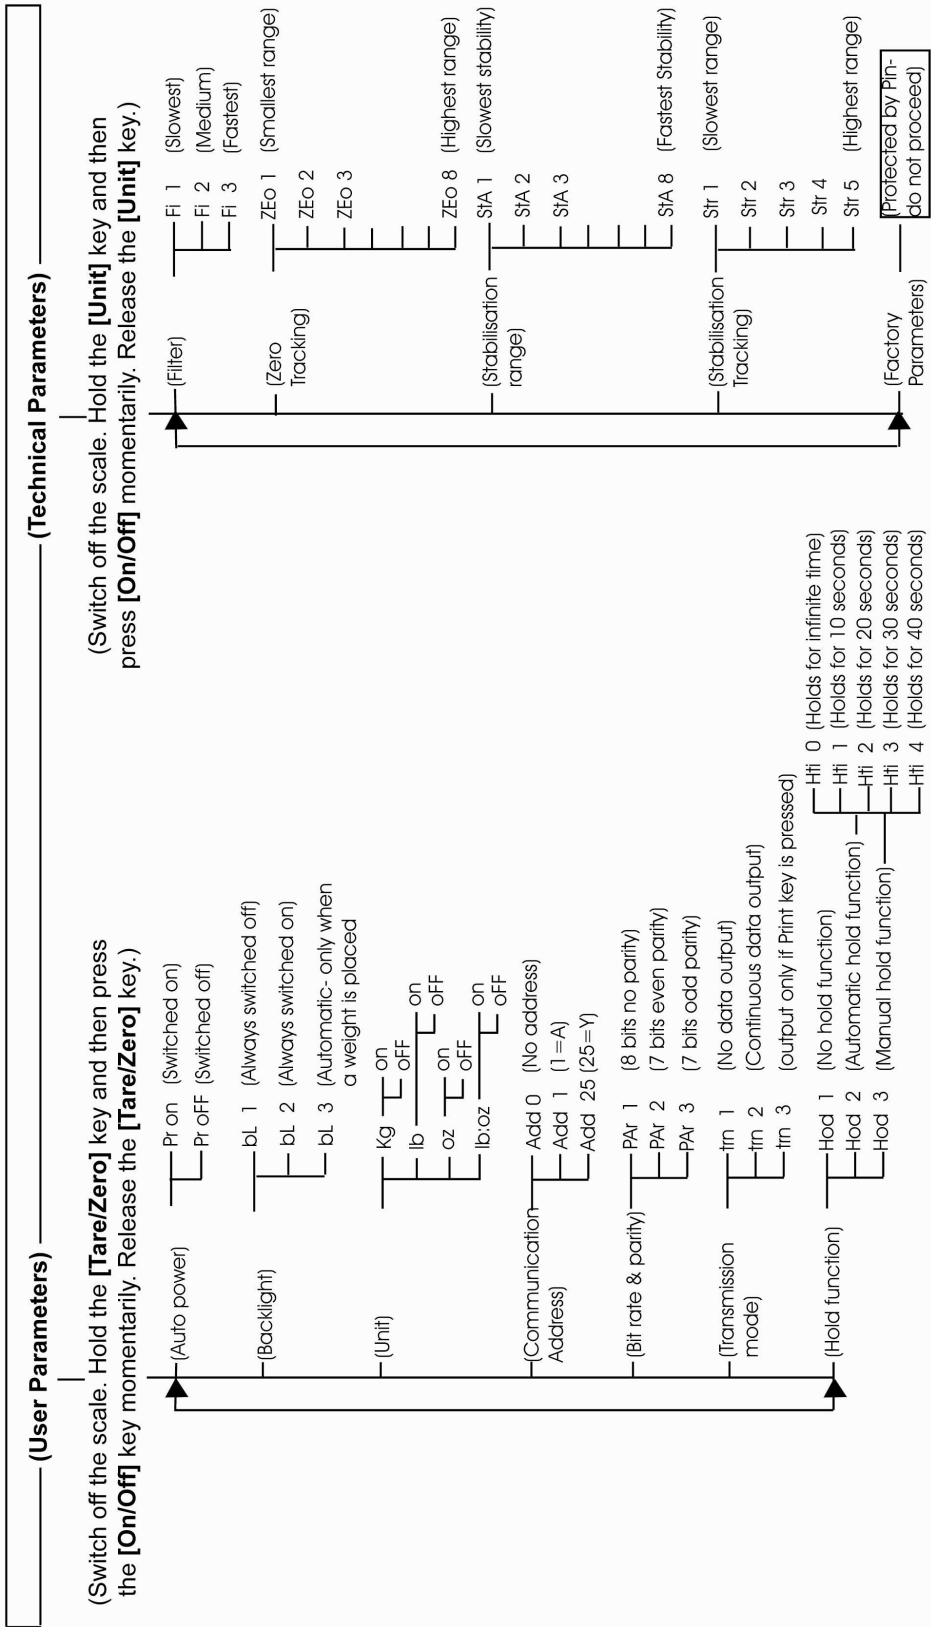 (User Parameters)
(Technical Parameters)
(Switch off the scale. Hold the [Tare/Zero] key and then press
the [On/Off] key momentarily. Release the [Tare/Zero] key.)
(Auto power)
Pr on (Switched on)
Pr oFF (Switched off)
(Backlight)
bL 1 (Always switched off)
bL 2 (Always switched on)
bL 3 (Automatic- only when
a weight is placed
(Unit)
Kg
on
oFF
lb
on
oFF
oz
on
oFF
lb:oz
on
oFF
(Communication
Address)
Add 0 (No address)
Add 1 (1=A)
Add 25 (25=Y)
(Bit rate & parity)
PAr 1 (8 bits no parity)
PAr 2 (7 bits even parity)
PAr 3 (7 bits odd parity)
(Transmission
mode)
trn 1 (No data output)
trn 2 (Continuous data output)
trn 3 (output only if Print key is pressed)
(Hold function)
Hod 1 (No hold function)
Hod 2 (Automatic hold function)
Hod 3 (Manual hold function)
Hti 0 (Holds for infinite time)
Hti 1 (Holds for 10 seconds)
Hti 2 (Holds for 20 seconds)
Hti 3 (Holds for 30 seconds)
Hti 4 (Holds for 40 seconds)
(Switch off the scale. Hold the [Unit] key and then
press [On/Off] momentarily. Release the [Unit] key.)
(Filter)
Fi 1 (Slowest)
Fi 2 (Medium)
Fi 3 (Fastest)
(Zero
Tracking)
ZEo 1 (Smallest range)
ZEo 2
ZEo 3
ZEo 8 (Highest range)
(Stabilisation
range)
StA 1 (Slowest stability)
StA 2
StA 3
StA 8 (Fastest Stability)
(Stabilisation
Tracking)
Str 1 (Slowest range)
Str 2
Str 3
Str 4
Str 5 (Highest range)
(Factory
Parameters)
(Protected by Pin-
do not proceed)